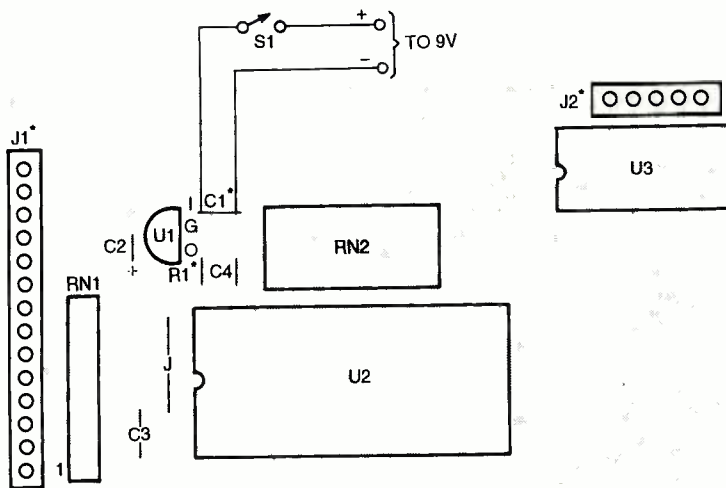 +
S1
TO 9V
−
J2*
J1*
U3
I
C1*
G
U1
C2
O
+
R1*
C4
RN2
RN1
J
U2
C3
1